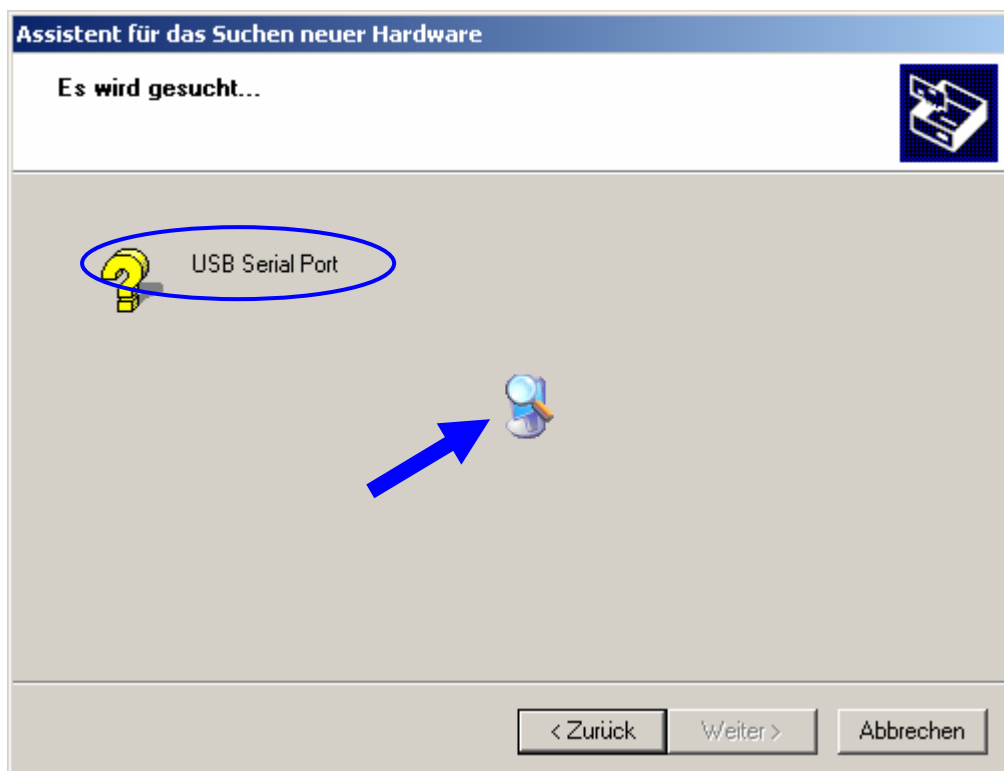 Assistent für das Suchen neuer Hardware
Es wird gesucht...
USB Serial Port
< Zurück
Weiter >
Abbrechen